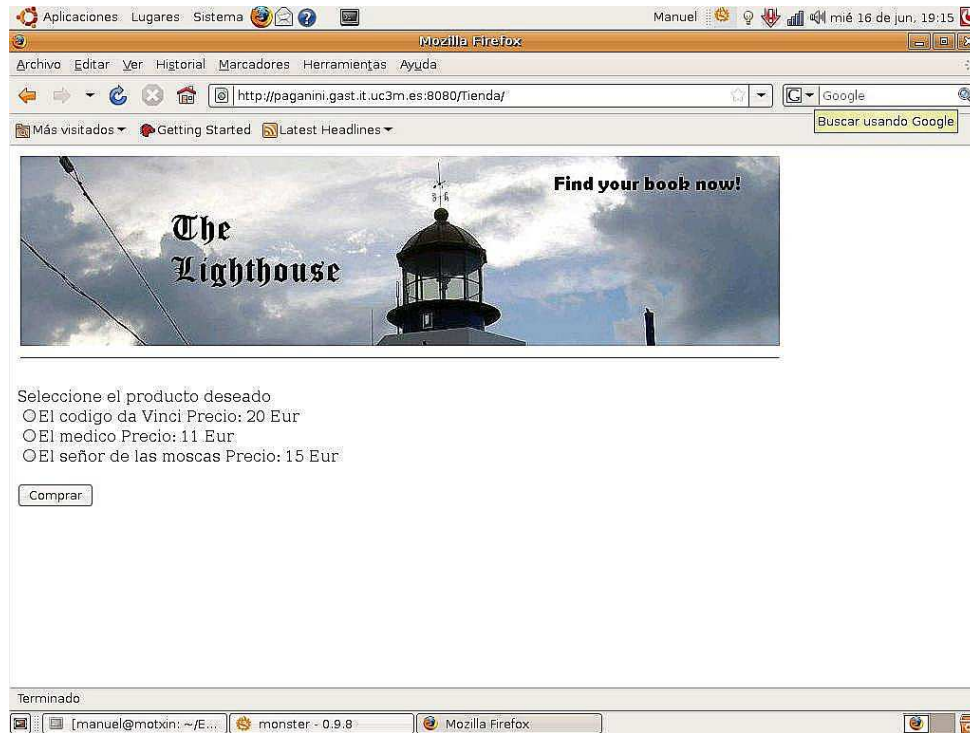 Aplicaciones Lugares Sistema Manuel mié 16 de jun, 19:15
Mozilla Firefox
Archivo Editar Ver Historial Marcadores Herramientas Ayuda
http://paganini.gast.it.uc3m.es:8080/Tienda/ Google
Más visitados Getting Started Latest Headlines Buscar usando Google
Find your book now!
The
Lighthouse
Seleccione el producto deseado
El codigo da Vinci Precio: 20 Eur
El medico Precio: 11 Eur
El señor de las moscas Precio: 15 Eur
Comprar
Terminado
[manuel@motxin: ~/E... monster - 0.9.8 Mozilla Firefox